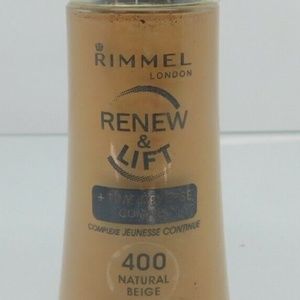 RIMMEL
LONDON
RENEW
&
LIFT
COMPLEXE JEUNESSE CONTINUE
400
NATURAL
BEIGE